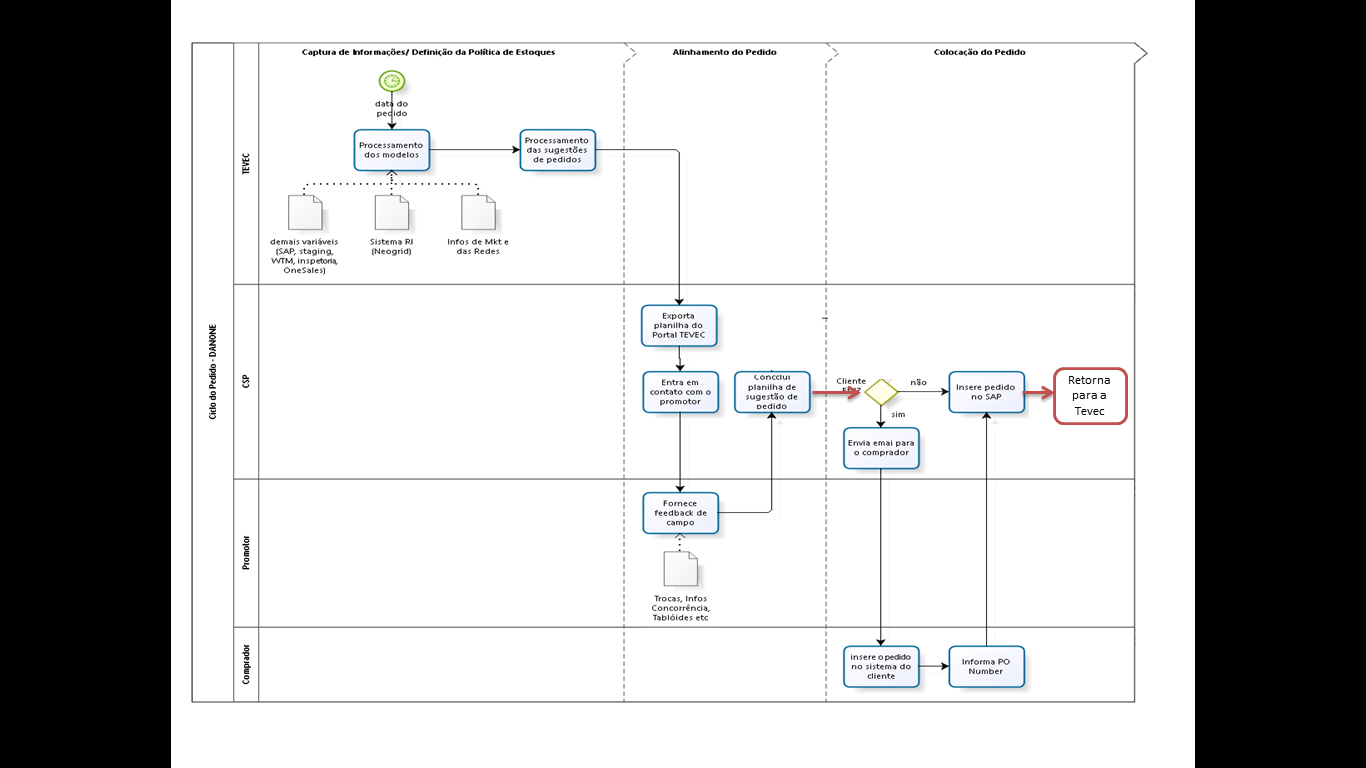 Captura de Informações/ Definição da Política de Estoques
Alinhamento do Pedido
Colocação do Pedido
Ciclo do Pedido - DANONE
TEVEC
data do
pedido
Processamento
dos modelos
Processamento
das sugestões
de pedidos
demais variáveis
(SAP, staging,
WTM, inspetoria,
OneSales)
Sistema RI
(Neogrid)
Infos de Mkt e
das Redes
CSP
Exporta
planilha do
Portal TEVEC
Entra em
contato com o
promotor
Concclui
planilha de
sugestão de
pedido
Cliente
não
sim
Insere pedido
no SAP
Retorna
para a
Tevec
Envia emai para
o comprador
Promotor
Fornece
feedback de
campo
Trocas, Infos
Concorrência,
Tablóides etc
Comprador
insere o pedido
no sistema do
cliente
Informa PO
Number